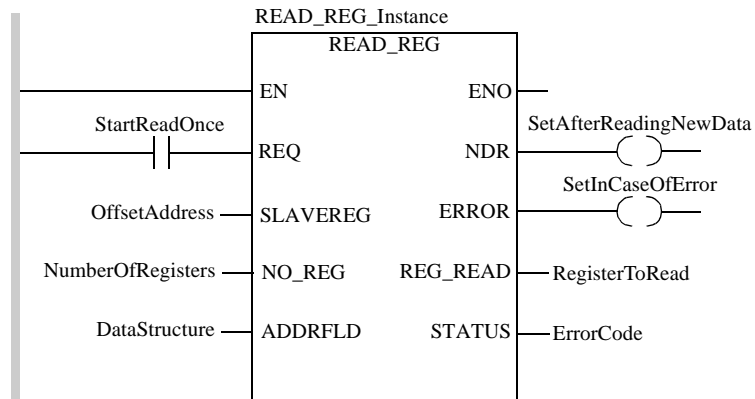 READ_REG_Instance
READ_REG
EN ENO
StartReadOnce SetAfterReadingNewData
REQ NDR
SetInCaseOfError
OffsetAddress SLAVEREG ERROR
NumberOfRegisters NO_REG REG_READ RegisterToRead
DataStructure ADDRFLD STATUS ErrorCode